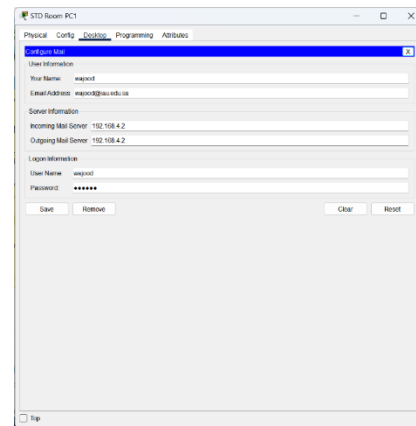 STD Room PC1
Physical Config Desktop Programming Attributes
Configure Mail X
User Information
Your Name: wajood
Email Address wajood@sau.edu.sa
Server Information
Incoming Mail Server 192.168.4.2
Outgoing Mail Server 192.168.4.2
Logon Information
User Name: wajood
Password: ●●●●●●
Save Remove Clear Reset
Top